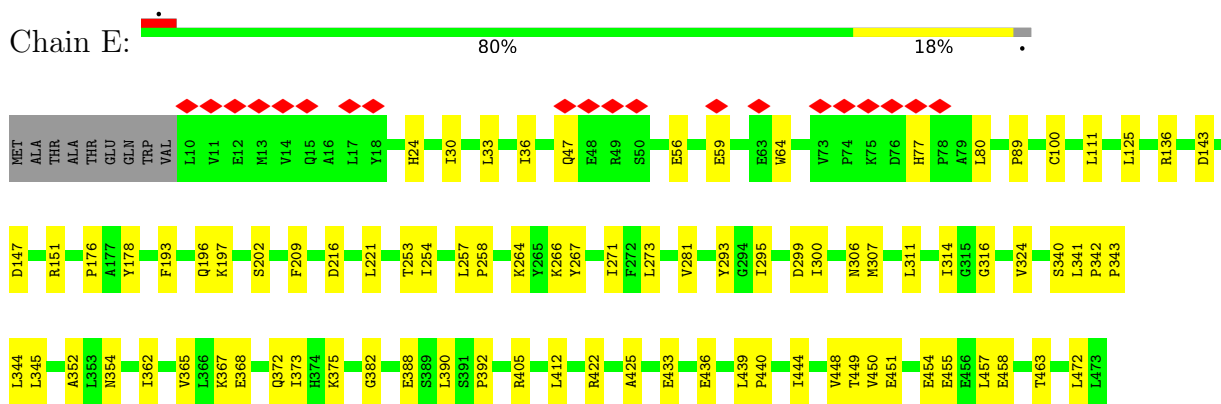 Chain E:
80% 18%
MET ALA THR ALA THR GLU GLN TRP VAL L10 V11 E12 M13 V14 Q15 A16 L17 Y18 H24 I30 L33 I36 Q47 E48 R49 S50 E56 E59 E63 W64 V73 P74 K75 D76 H77 P78 A79 L80 P89 C100 L111 L125 R136 D143
D147 R151 P176 A177 Y178 F193 Q196 K197 S202 F209 D216 L221 T253 I254 L257 P258 K264 Y265 K266 Y267 I271 F272 L273 V281 Y293 G294 I295 D299 I300 N306 M307 L311 I314 G315 G316 V324 S340 L341 P342 P343
L344 L345 A352 L353 N354 I362 V365 L366 K367 E368 Q372 I373 H374 K375 G382 E388 S389 L390 S391 P392 R405 L412 R422 A425 E433 E436 L439 P440 I444 V448 T449 V450 E451 E454 E455 E456 L457 E458 T463 L472 L473